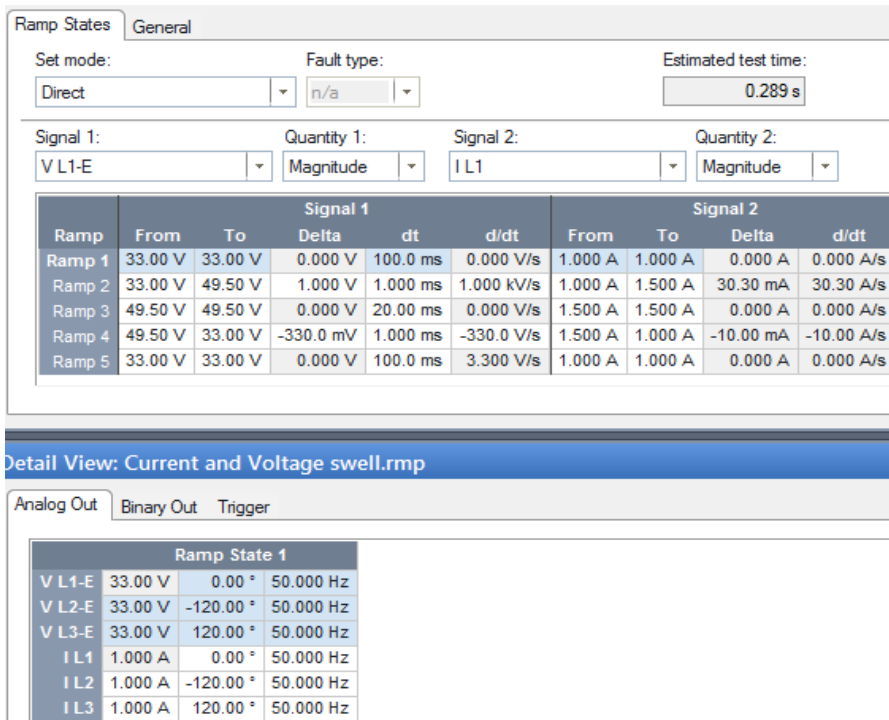 Ramp States General
Set mode: Fault type: Estimated test time:
Direct n/a 0.289 s
Signal 1: Quantity 1: Signal 2: Quantity 2:
V L1-E Magnitude I L1 Magnitude
Signal 1 Signal 2
Ramp From To Delta dt d/dt From To Delta d/dt
Ramp 1 33.00 V 33.00 V 0.000 V 100.0 ms 0.000 V/s 1.000 A 1.000 A 0.000 A 0.000 A/s
Ramp 2 33.00 V 49.50 V 1.000 V 1.000 ms 1.000 kV/s 1.000 A 1.500 A 30.30 mA 30.30 A/s
Ramp 3 49.50 V 49.50 V 0.000 V 20.00 ms 0.000 V/s 1.500 A 1.500 A 0.000 A 0.000 A/s
Ramp 4 49.50 V 33.00 V -330.0 mV 1.000 ms -330.0 V/s 1.500 A 1.000 A -10.00 mA -10.00 A/s
Ramp 5 33.00 V 33.00 V 0.000 V 100.0 ms 3.300 V/s 1.000 A 1.000 A 0.000 A 0.000 A/s
Detail View: Current and Voltage swell.rmp
Analog Out Binary Out Trigger
Ramp State 1
V L1-E 33.00 V 0.00 ° 50.000 Hz
V L2-E 33.00 V -120.00 ° 50.000 Hz
V L3-E 33.00 V 120.00 ° 50.000 Hz
I L1 1.000 A 0.00 ° 50.000 Hz
I L2 1.000 A -120.00 ° 50.000 Hz
I L3 1.000 A 120.00 ° 50.000 Hz